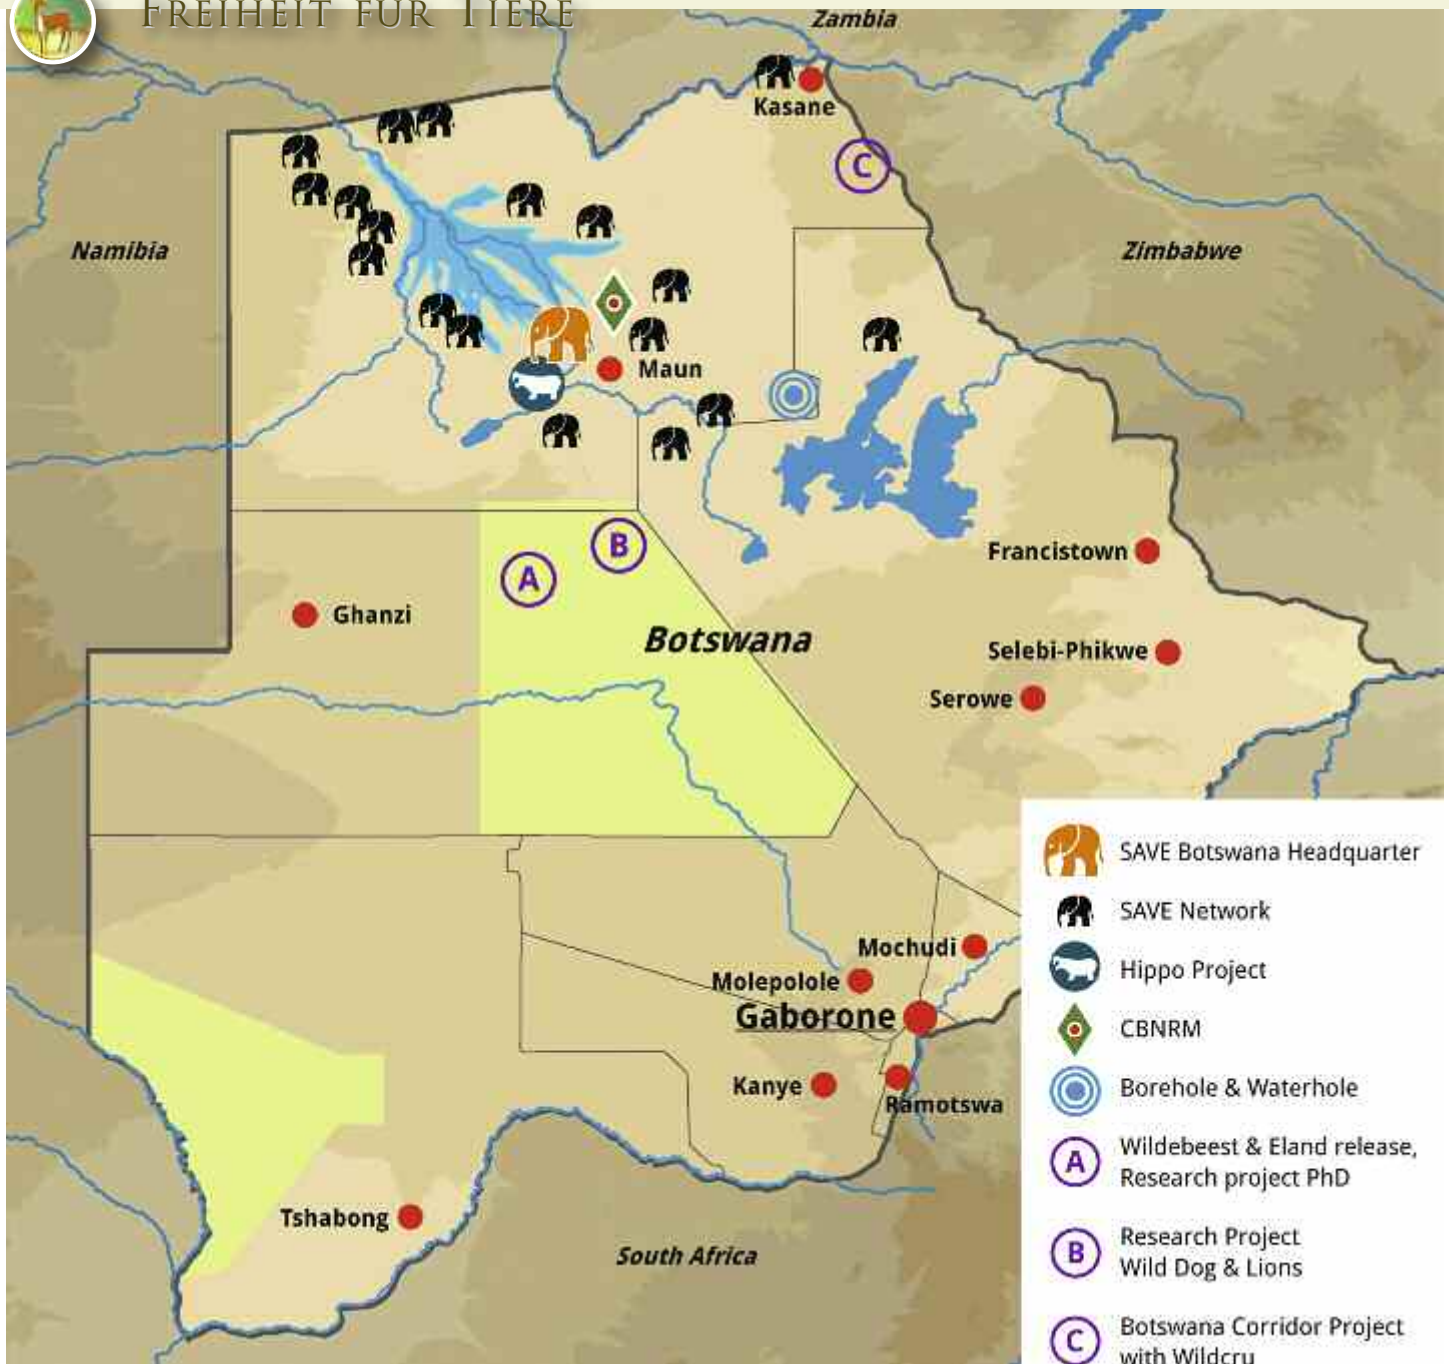 FREIHEIT FÜR TIERE
Zambia
Kasane
C
Namibia
Zimbabwe
Maun
B
A
Francistown
Ghanzi
Botswana
Selebi-Phikwe
Serowe
Mochudi
Molepolole
Gaborone
Kanye
Ramotswa
Tshabong
South Africa
SAVE Botswana Headquarter
SAVE Network
Hippo Project
CBNRM
Borehole & Waterhole
A
Wildebeest & Eland release,
Research project PhD
B
Research Project
Wild Dog & Lions
C
Botswana Corridor Project
with Wildcru